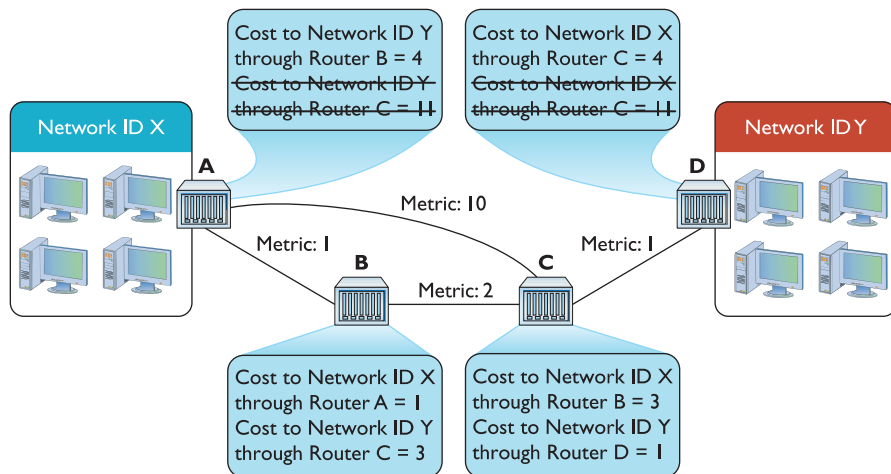 Cost to Network ID Y
through Router B = 4
Cost to Network ID Y
through Router C = 11
Cost to Network ID X
through Router C = 4
Cost to Network ID X
through Router C = 11
Network ID X
A
D
Network ID Y
Metric: 10
Metric: 1
B
Metric: 2
C
Metric: 1
Cost to Network ID X
through Router A = 1
Cost to Network ID Y
through Router C = 3
Cost to Network ID X
through Router B = 3
Cost to Network ID Y
through Router D = 1